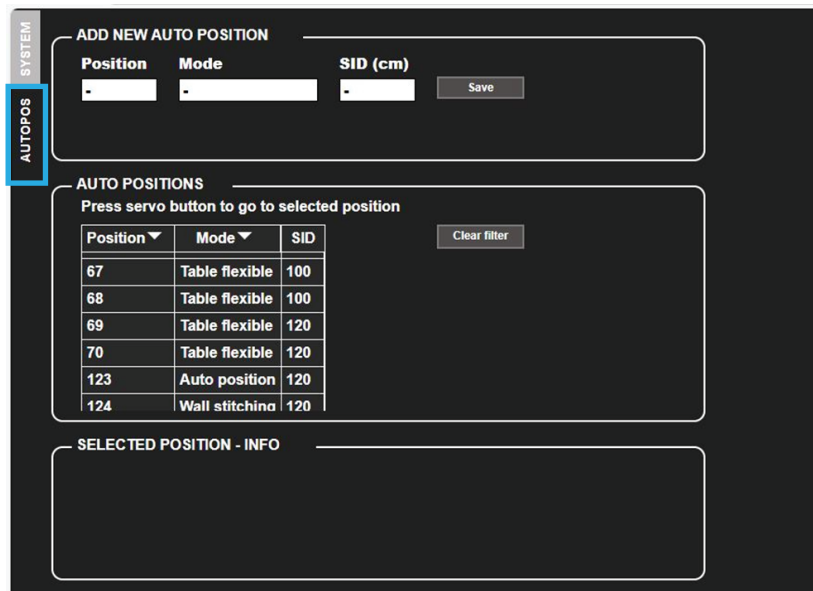 SYSTEM
AUTOPOS
ADD NEW AUTO POSITION
Position Mode SID (cm)
- - - Save
AUTO POSITIONS
Press servo button to go to selected position
Position Mode SID Clear filter
67 Table flexible 100
68 Table flexible 100
69 Table flexible 120
70 Table flexible 120
123 Auto position 120
124 Wall stitching 120
SELECTED POSITION - INFO